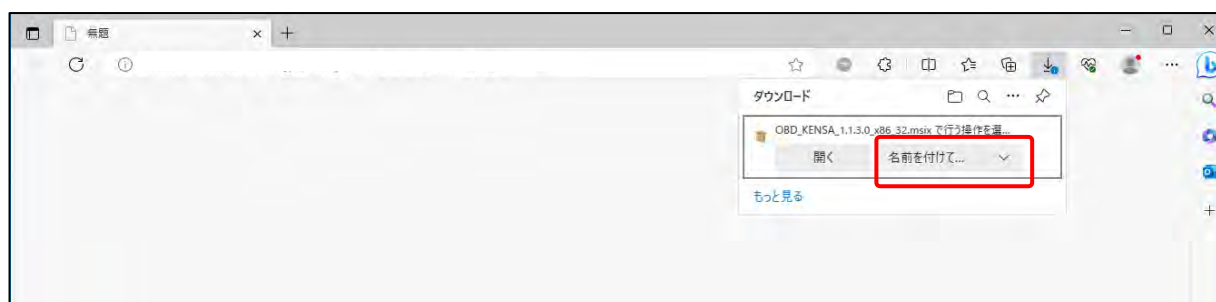 無題
ダウンロード
OBD_KENSA_1.1.3.0_x86_32.msix で行う操作を選...
開く
名前を付けて...
もっと見る